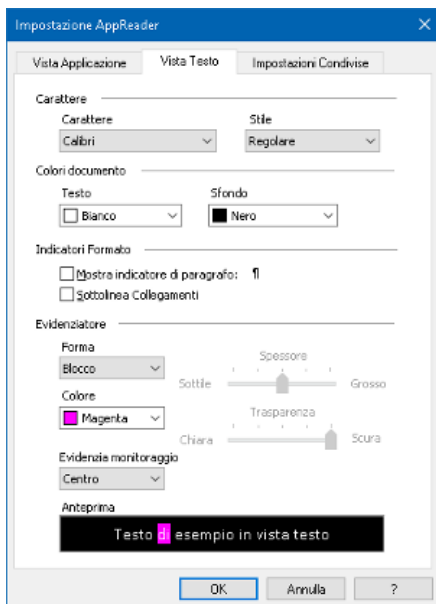 Impostazione AppReader
Vista Applicazione Vista Testo Impostazioni Condivise
Carattere
Carattere Stile
Calibri Regolare
Colori documento
Testo Sfondo
Bianco Nero
Indicatori Formato
Mostra indicatore di paragrafo: ¶
Sottolinea Collegamenti
Evidenziatore
Forma Spessore
Blocco
Sottile Grosso
Colore
Magenta Trasparenza
Chiara Scura
Evidenzia monitoraggio
Centro
Anteprima
Testo di esempio in vista testo
OK Annulla ?